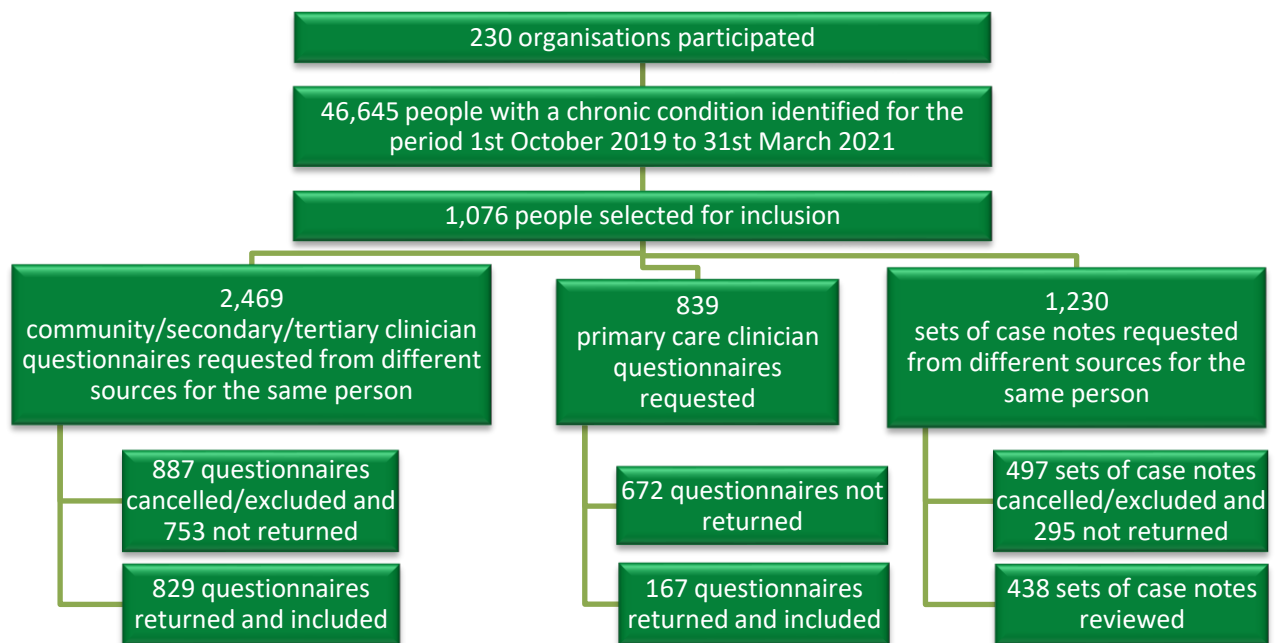 230 organisations participated
46,645 people with a chronic condition identified for the
period 1st October 2019 to 31st March 2021
1,076 people selected for inclusion
2,469
community/secondary/tertiary clinician
questionnaires requested from different
sources for the same person
887 questionnaires
cancelled/excluded and
753 not returned
829 questionnaires
returned and included
839
primary care clinician
questionnaires
requested
672 questionnaires not
returned
167 questionnaires
returned and included
1,230
sets of case notes requested
from different sources for the
same person
497 sets of case notes
cancelled/excluded and
295 not returned
438 sets of case notes
reviewed